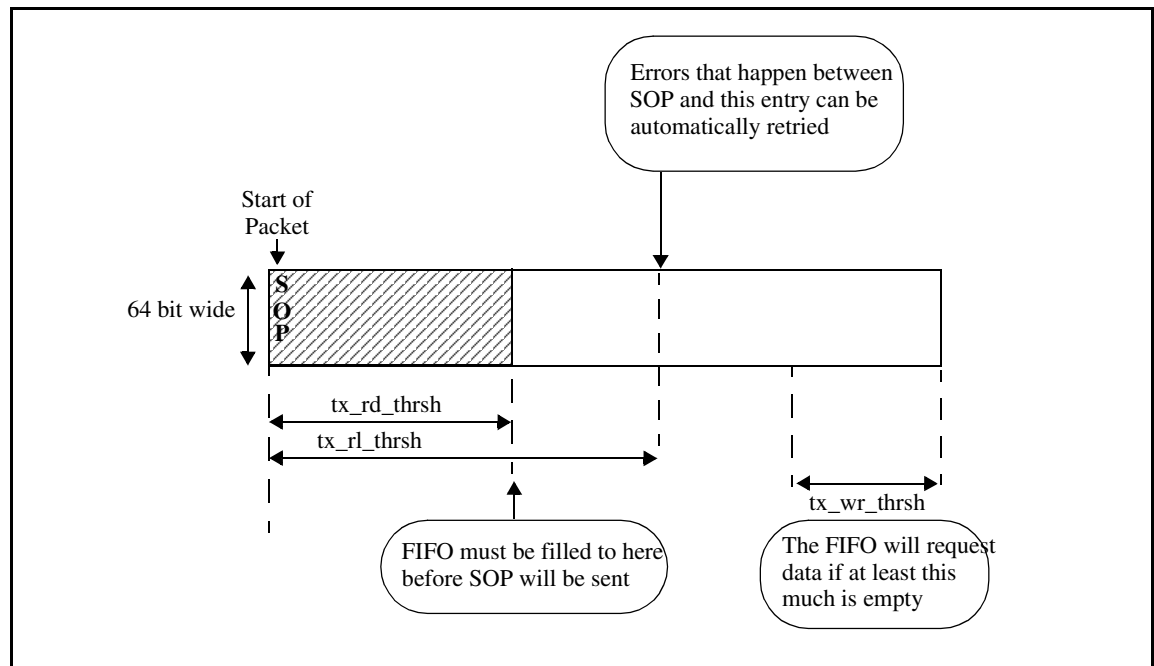 Errors that happen between
SOP and this entry can be
automatically retried
Start of
Packet
64 bit wide
S
O
P
tx_rd_thrsh
tx_rl_thrsh
tx_wr_thrsh
FIFO must be filled to here
before SOP will be sent
The FIFO will request
data if at least this
much is empty